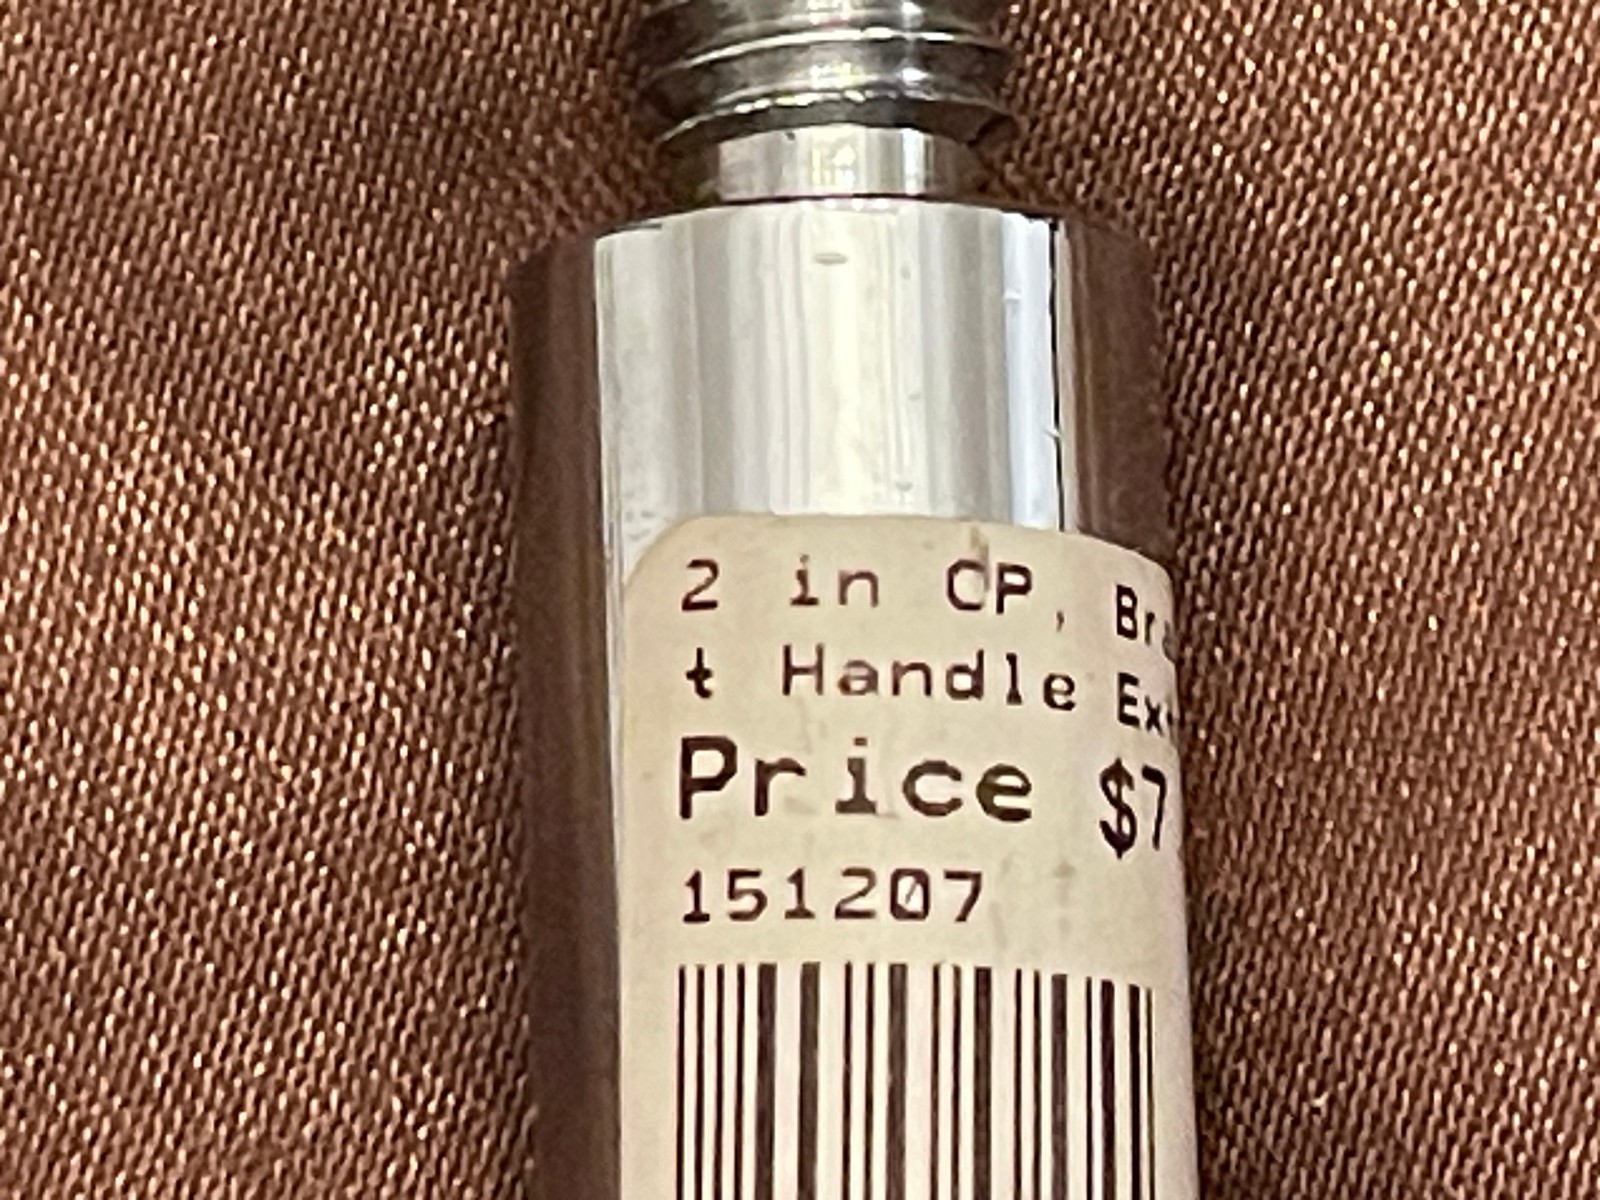 2 in CP, Br
t Handle Ex
Price $7
151207